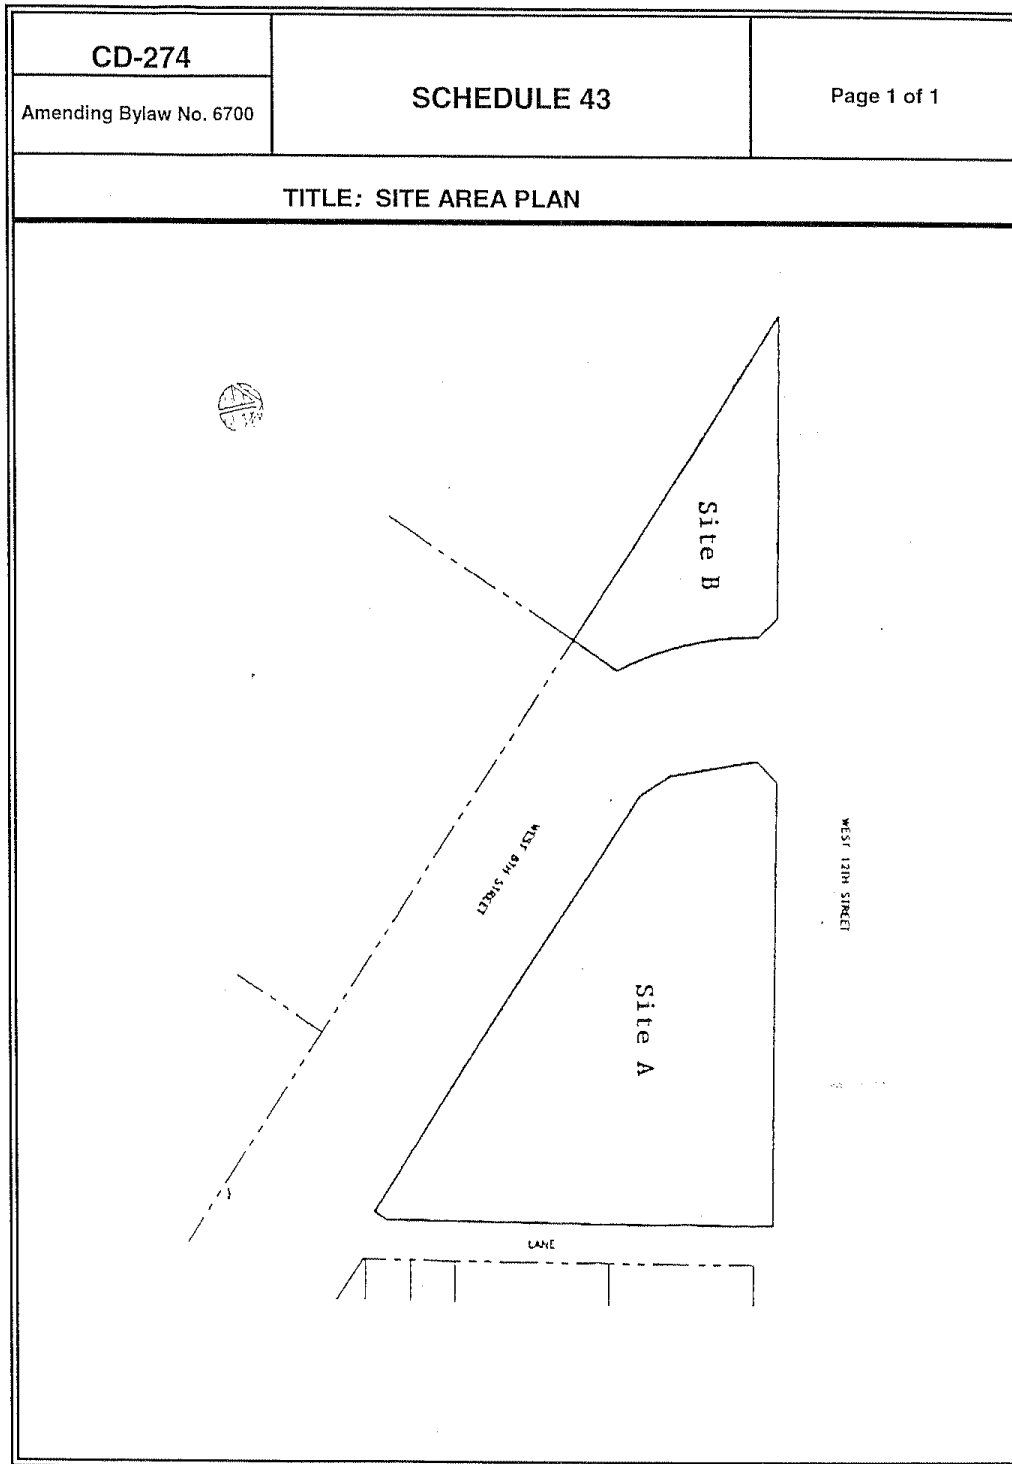 CD-274
Amending Bylaw No. 6700
SCHEDULE 43
Page 1 of 1
TITLE: SITE AREA PLAN
Site B
WEST 8TH STREET
WEST 12TH STREET
Site A
LANE